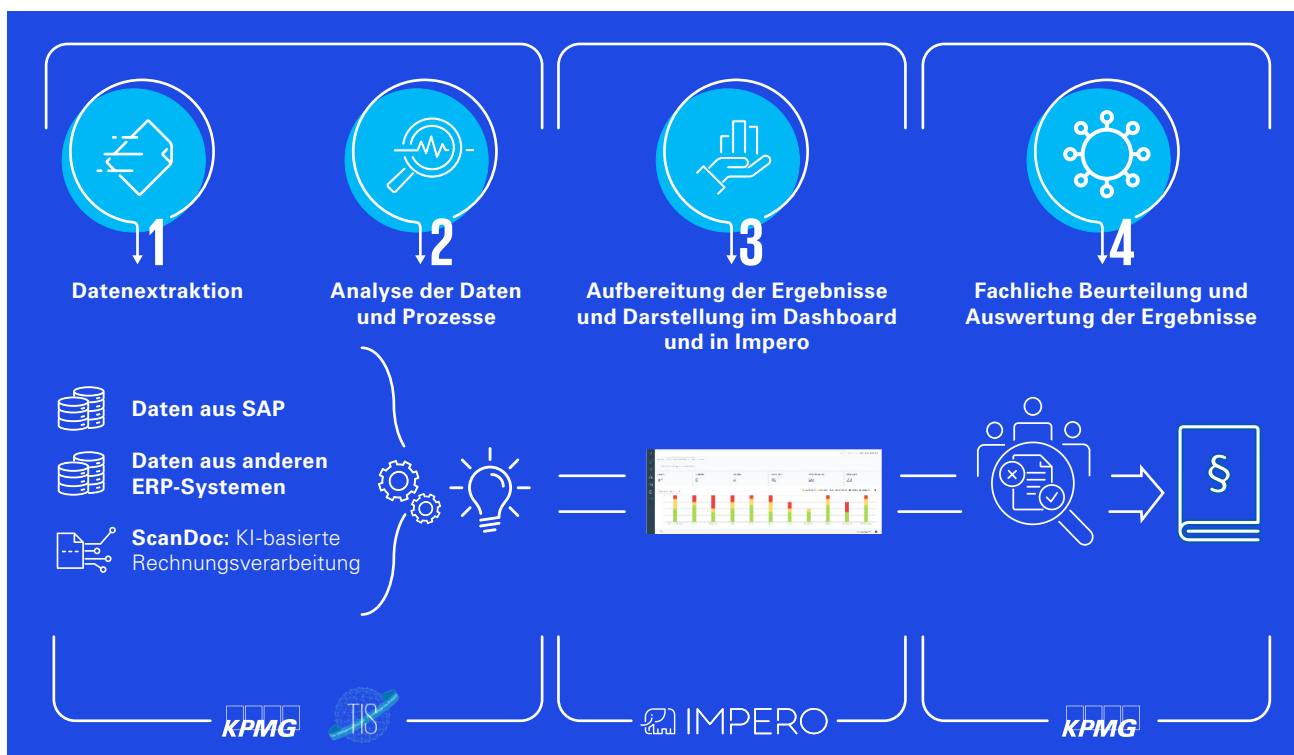 1
Datenextraktion
2
Analyse der Daten
und Prozesse
3
Aufbereitung der Ergebnisse
und Darstellung im Dashboard
und in Impero
4
Fachliche Beurteilung und
Auswertung der Ergebnisse
Daten aus SAP
Daten aus anderen
ERP-Systemen
ScanDoc: KI-basierte
Rechnungsverarbeitung
§
KPMG
TIS
IMPERO
KPMG